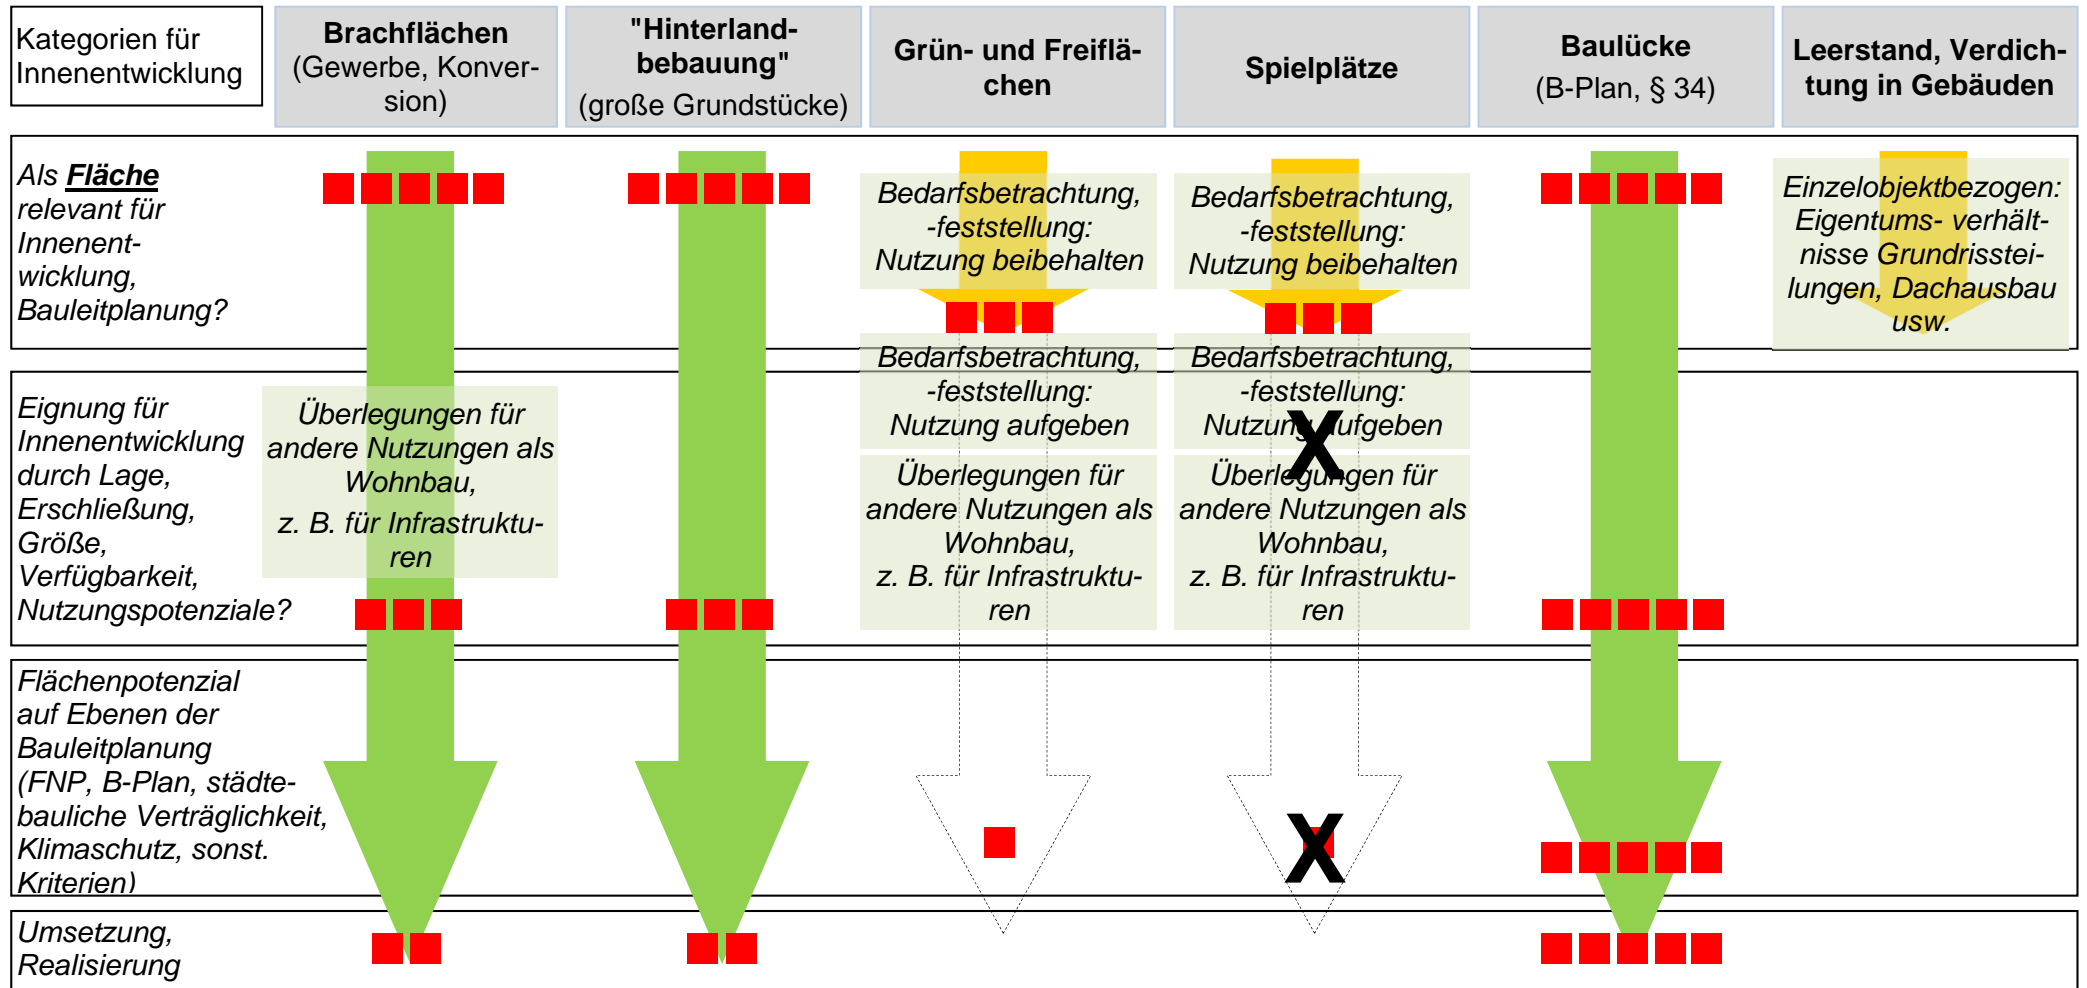 Kategorien für
Innenentwicklung
Brachflächen
(Gewerbe, Konver-
sion)
"Hinterland-
bebauung"
(große Grundstücke)
Grün- und Freiflä-
chen
Spielplätze
Baulücke
(B-Plan, § 34)
Leerstand, Verdich-
tung in Gebäuden
Als Fläche
relevant für
Innenent-
wicklung,
Bauleitplanung?
Bedarfsbetrachtung,
-feststellung:
Nutzung beibehalten
Bedarfsbetrachtung,
-feststellung:
Nutzung beibehalten
Einzelobjektbezogen:
Eigentums- verhält-
nisse Grundrisstei-
lungen, Dachausbau
usw.
Eignung für
Innenentwicklung
durch Lage,
Erschließung,
Größe,
Verfügbarkeit,
Nutzungspotenziale?
Überlegungen für
andere Nutzungen als
Wohnbau,
z. B. für Infrastruktu-
ren
Bedarfsbetrachtung,
-feststellung:
Nutzung aufgeben
Überlegungen für
andere Nutzungen als
Wohnbau,
z. B. für Infrastruktu-
ren
Bedarfsbetrachtung,
-feststellung:
Nutzung aufgeben
X
Überlegungen für
andere Nutzungen als
Wohnbau,
z. B. für Infrastruktu-
ren
Flächenpotenzial
auf Ebenen der
Bauleitplanung
(FNP, B-Plan, städte-
bauliche Verträglichkeit,
Klimaschutz, sonst.
Kriterien)
X
Umsetzung,
Realisierung